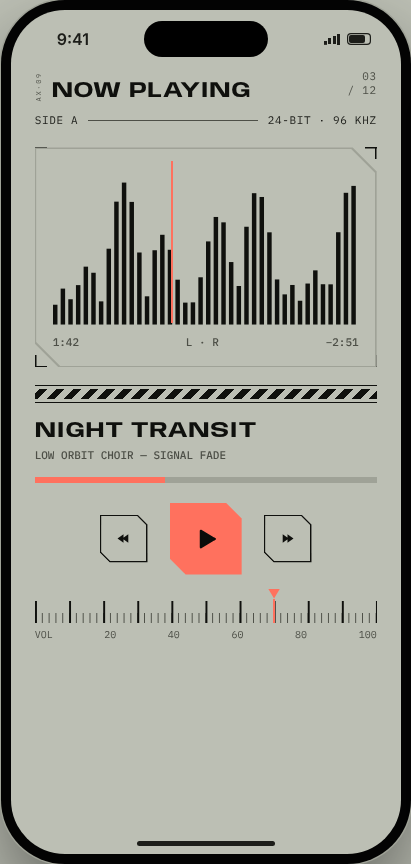 9:41
AX-09
NOW PLAYING
03
/ 12
SIDE A
24-BIT · 96 KHZ
1:42
L · R
−2:51
NIGHT TRANSIT
LOW ORBIT CHOIR — SIGNAL FADE
VOL 20 40 60 80 100